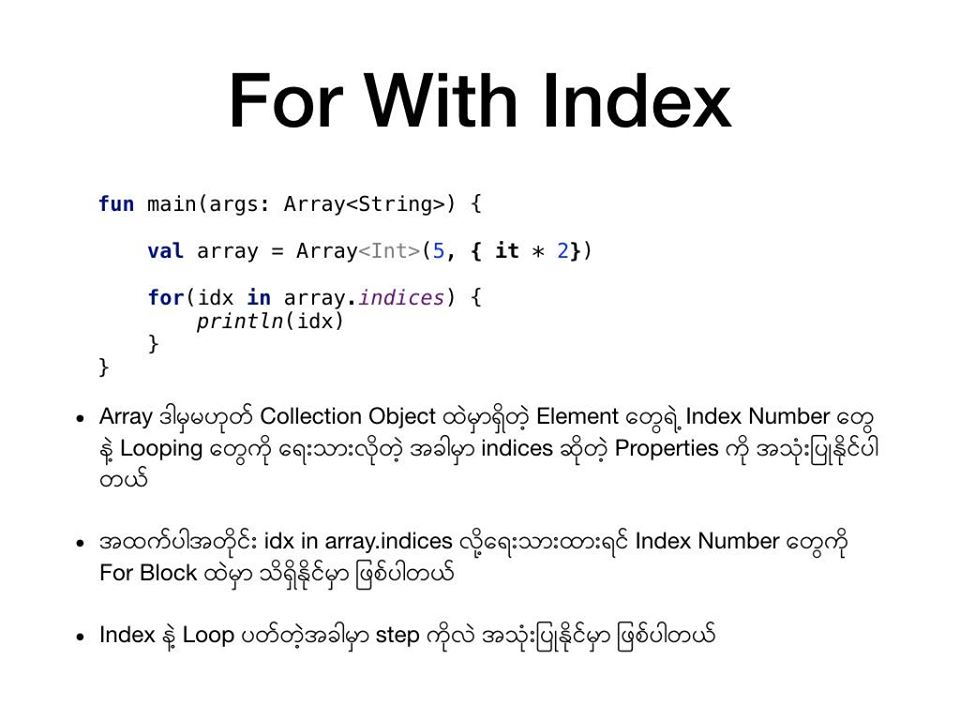 For With Index
fun main(args: Array<String>) {
val array = Array<Int>(5, { it * 2})
for(idx in array.indices) {
println(idx)
}
}
• Array ဒါမှမဟုတ် Collection Object ထဲမှာရှိတဲ့ Element တွေရဲ့ Index Number တွေ
နဲ့ Looping တွေကို ရေးသားလိုတဲ့ အခါမှာ indices ဆိုတဲ့ Properties ကို အသုံးပြုနိုင်ပါ
တယ်
• အထက်ပါအတိုင်း idx in array.indices လို့ရေးသားထားရင် Index Number တွေကို
For Block ထဲမှာ သိရှိနိုင်မှာ ဖြစ်ပါတယ်
• Index နဲ့ Loop ပတ်တဲ့အခါမှာ step ကိုလဲ အသုံးပြုနိုင်မှာ ဖြစ်ပါတယ်